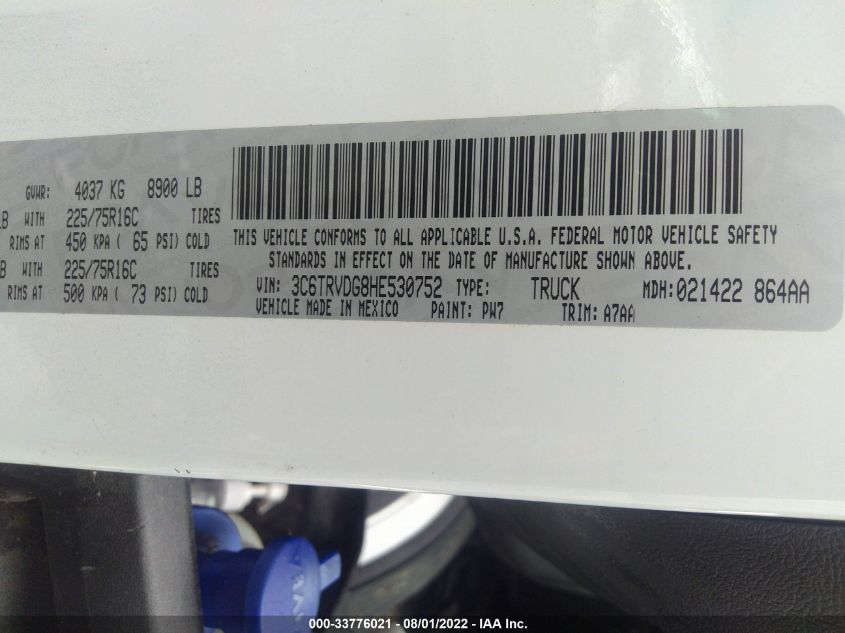 GVWR: 4037 KG 8900 LB
LB WITH 225/75R16C TIRES
RIMS AT 450 KPA ( 65 PSI) COLD
B WITH 225/75R16C TIRES
RIMS AT 500 KPA ( 73 PSI) COLD
THIS VEHICLE CONFORMS TO ALL APPLICABLE U.S.A. FEDERAL MOTOR VEHICLE SAFETY
STANDARDS IN EFFECT ON THE DATE OF MANUFACTURE SHOWN ABOVE.
VIN: 3C6TRVDG8HE530752 TYPE: TRUCK MDH: 021422 864AA
VEHICLE MADE IN MEXICO PAINT: PW7 TRIM: A7AA
000-33776021 - 08/01/2022 - IAA Inc.